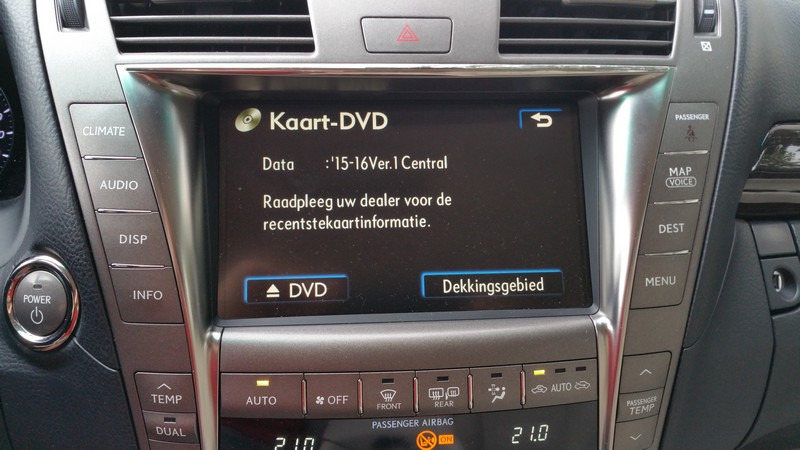 Kaart-DVD
Data :'15-16Ver.1 Central
Raadpleeg uw dealer voor de
recentstekaartinformatie.
DVD
Dekkingsgebied
CLIMATE
AUDIO
DISP
INFO
POWER
PASSENGER
MAP
VOICE
DEST
MENU
TEMP
DUAL
AUTO
OFF
FRONT
REAR
AUTO
PASSENGER
TEMP
PASSENGER AIRBAG
ON
21.0
21.0